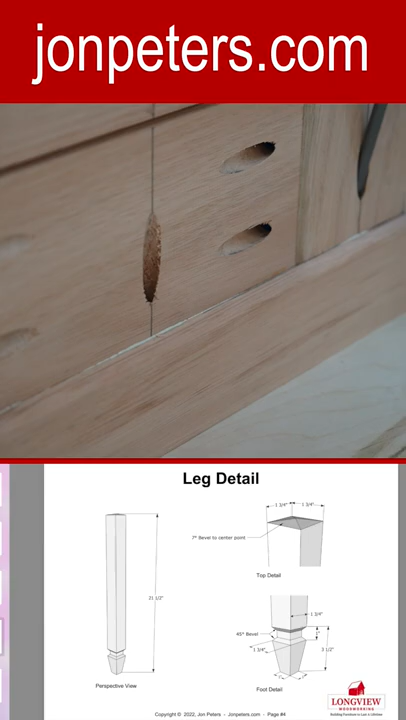 jonpeters.com
Leg Detail
1 3/4" 1 3/4"
7° Bevel to center point
Top Detail
21 1/2"
1 3/4"
45° Bevel
1"
1 3/4"
3 1/2"
Perspective View
Foot Detail
LONGVIEW
WOODWORKING
Building Furniture to Last a Lifetime
Copyright © 2022, Jon Peters - Jonpeters.com - Page #4